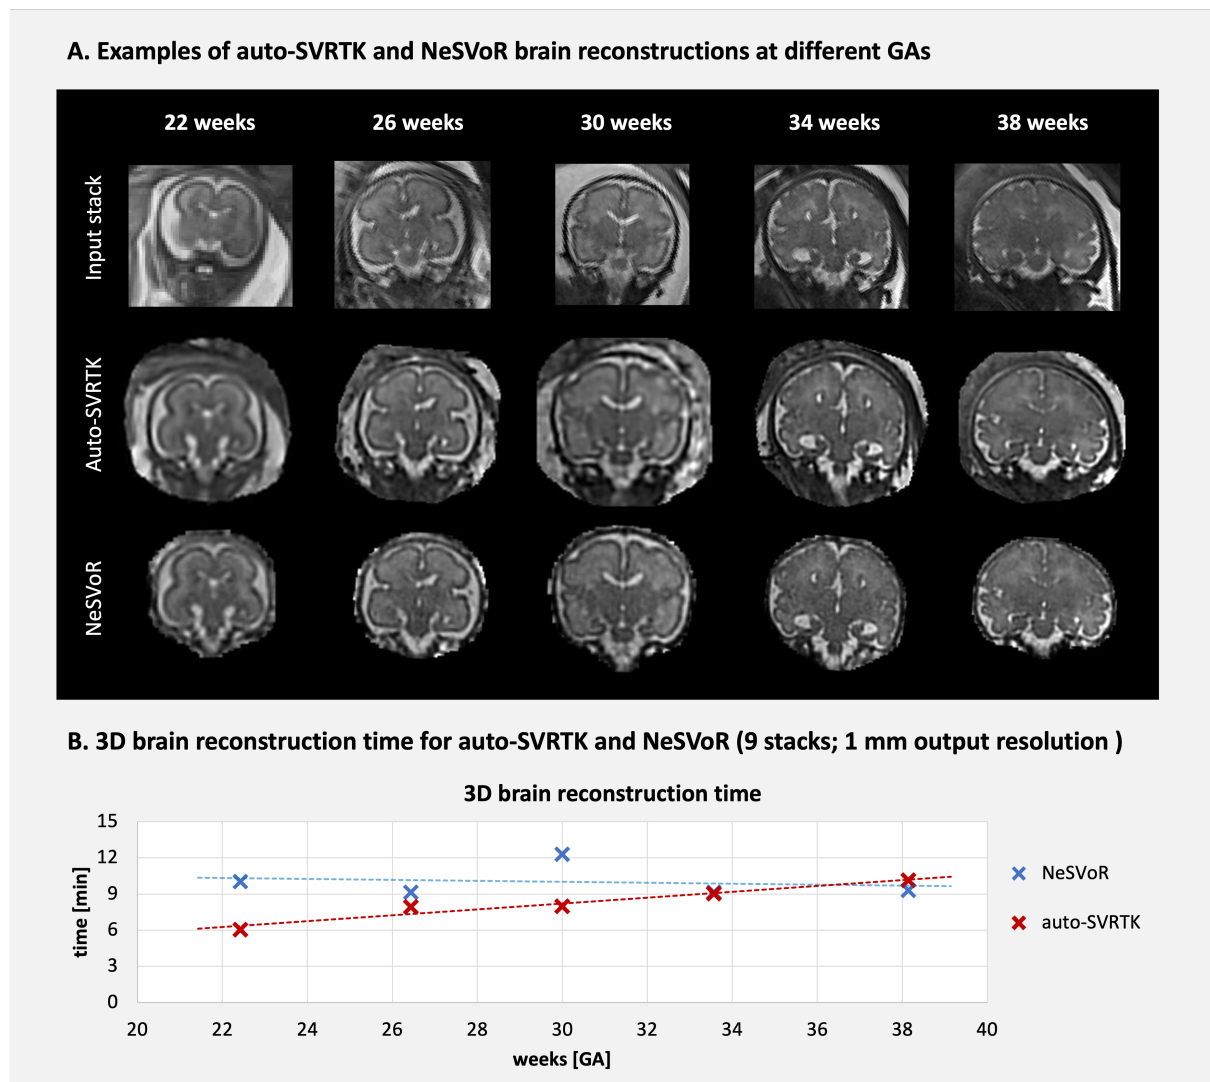 A. Examples of auto-SVRTK and NeSVoR brain reconstructions at different GAs
22 weeks 26 weeks 30 weeks 34 weeks 38 weeks
Input stack
Auto-SVRTK
NeSVoR
B. 3D brain reconstruction time for auto-SVRTK and NeSVoR (9 stacks; 1 mm output resolution )
3D brain reconstruction time
15
12
9
6
3
0
time [min]
20 22 24 26 28 30 32 34 36 38 40
weeks [GA]
NeSVoR
auto-SVRTK